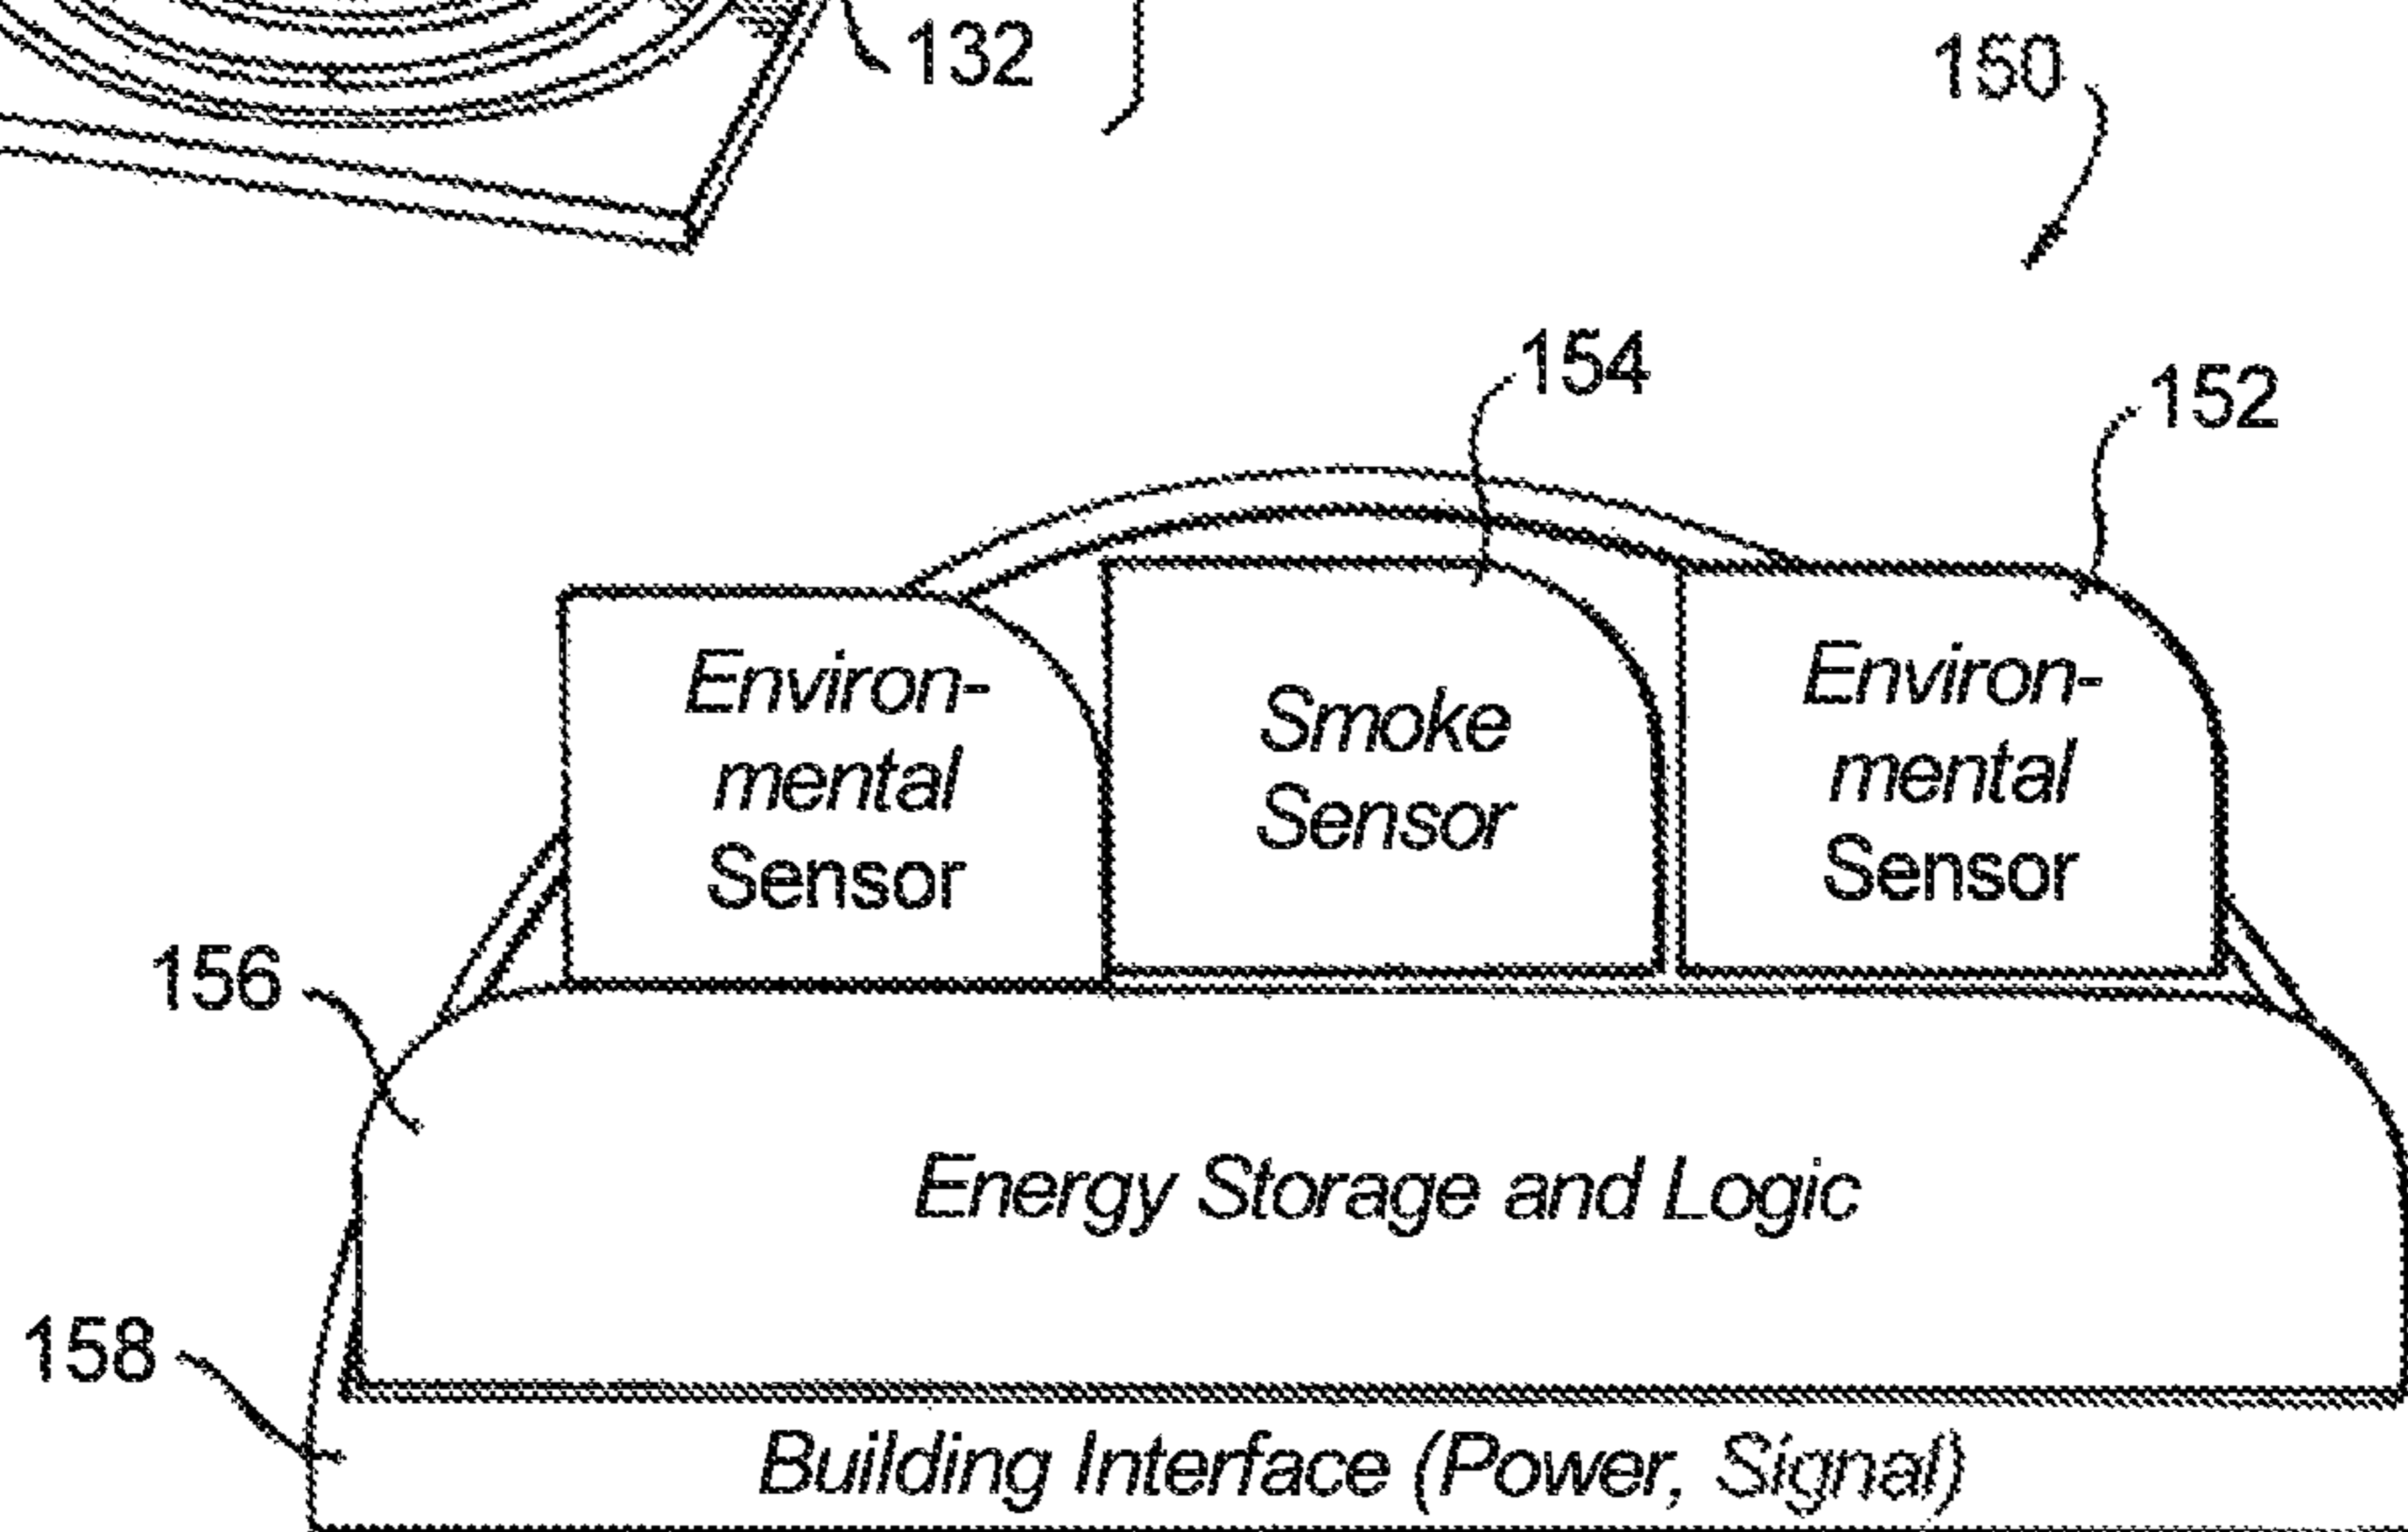 132
150
154
152
Environ-
mental
Sensor
Smoke
Sensor
Environ-
mental
Sensor
156
Energy Storage and Logic
158
Building Interface (Power, Signal)